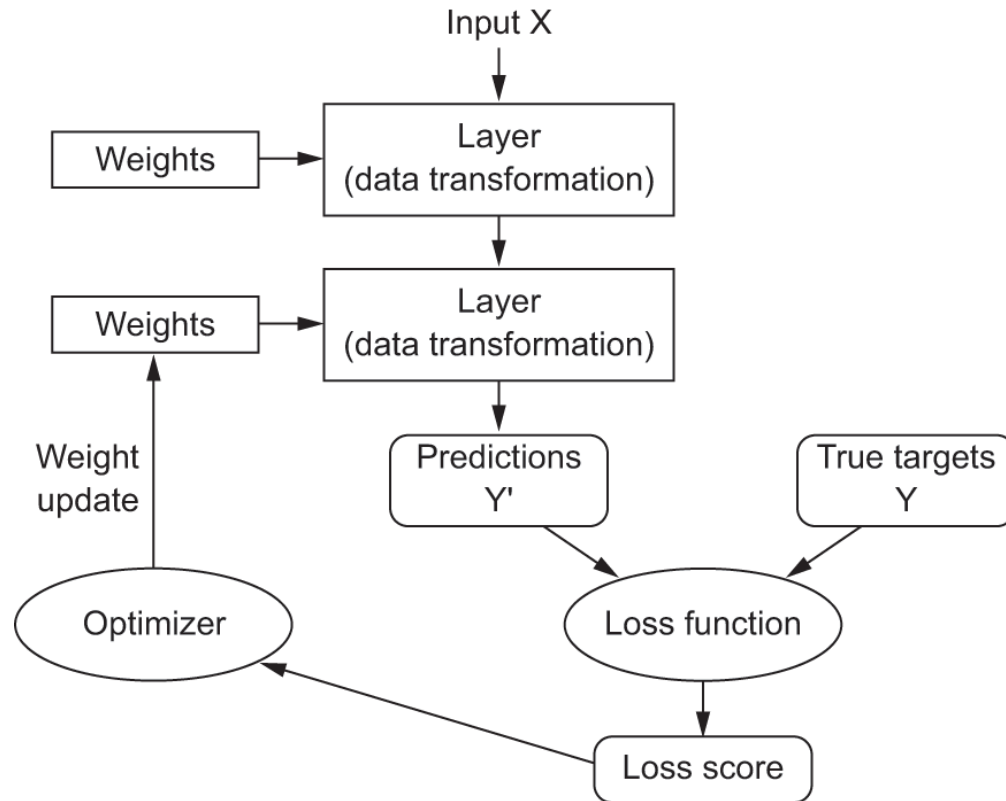 Input X
Layer
(data transformation)
Weights
Layer
(data transformation)
Weights
Weight
update
Predictions
Y'
True targets
Y
Optimizer
Loss function
Loss score